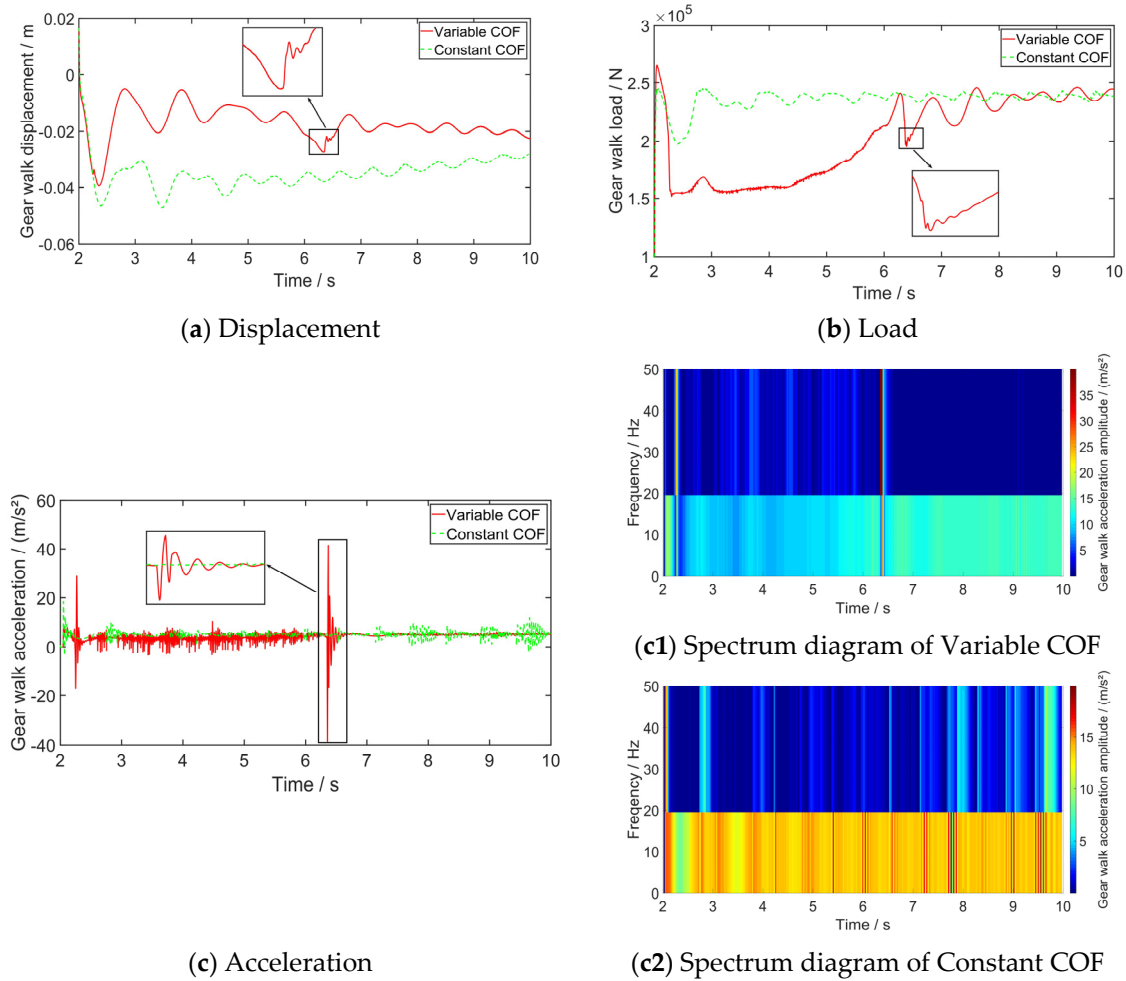 0.02
0
-0.02
-0.04
-0.06
2 3 4 5 6 7 8 9 10
Gear walk displacement / m
Time / s
Variable COF
Constant COF
(a) Displacement
3 ×10⁵
2.5
2
1.5
1
2 3 4 5 6 7 8 9 10
Gear walk load / N
Time / s
Variable COF
Constant COF
(b) Load
60
40
20
0
-20
-40
2 3 4 5 6 7 8 9 10
Gear walk acceleration / (m/s²)
Time / s
Variable COF
Constant COF
(c) Acceleration
50
40
30
20
10
0
2 3 4 5 6 7 8 9 10
Frequency / Hz
Time / s
35
30
25
20
15
10
5
Gear walk acceleration amplitude / (m/s²)
(c1) Spectrum diagram of Variable COF
50
40
30
20
10
0
2 3 4 5 6 7 8 9 10
Freqency / Hz
Time / s
20
15
10
5
Gear walk acceleration amplitude / (m/s²)
(c2) Spectrum diagram of Constant COF